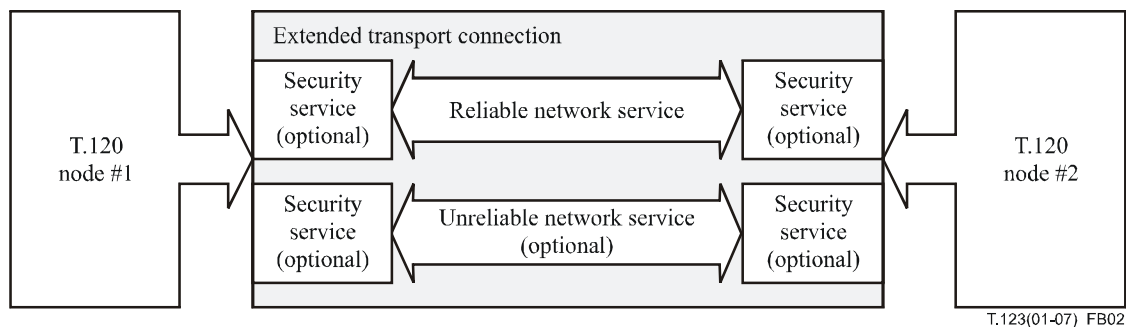 Extended transport connection
T.120
node #1
Security
service
(optional)
Reliable network service
Security
service
(optional)
T.120
node #2
Security
service
(optional)
Unreliable network service
(optional)
Security
service
(optional)
T.123(01-07) FB02